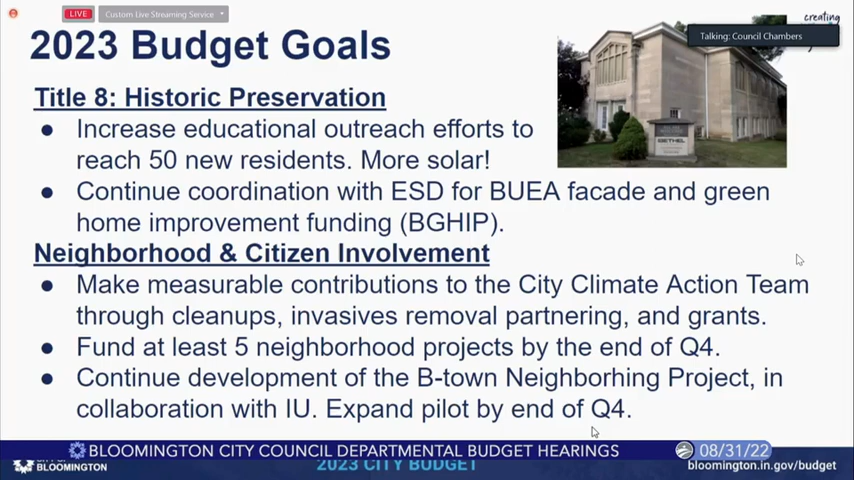 LIVE
Custom Live Streaming Service
creating
Talking: Council Chambers
2023 Budget Goals
BETHEL
Title 8: Historic Preservation
● Increase educational outreach efforts to
reach 50 new residents. More solar!
● Continue coordination with ESD for BUEA facade and green
home improvement funding (BGHIP).
Neighborhood & Citizen Involvement
● Make measurable contributions to the City Climate Action Team
through cleanups, invasives removal partnering, and grants.
● Fund at least 5 neighborhood projects by the end of Q4.
● Continue development of the B-town Neighborhing Project, in
collaboration with IU. Expand pilot by end of Q4.
BLOOMINGTON CITY COUNCIL DEPARTMENTAL BUDGET HEARINGS
08/31/22
BLOOMINGTON
2023 CITY BUDGET
bloomington.in.gov/budget